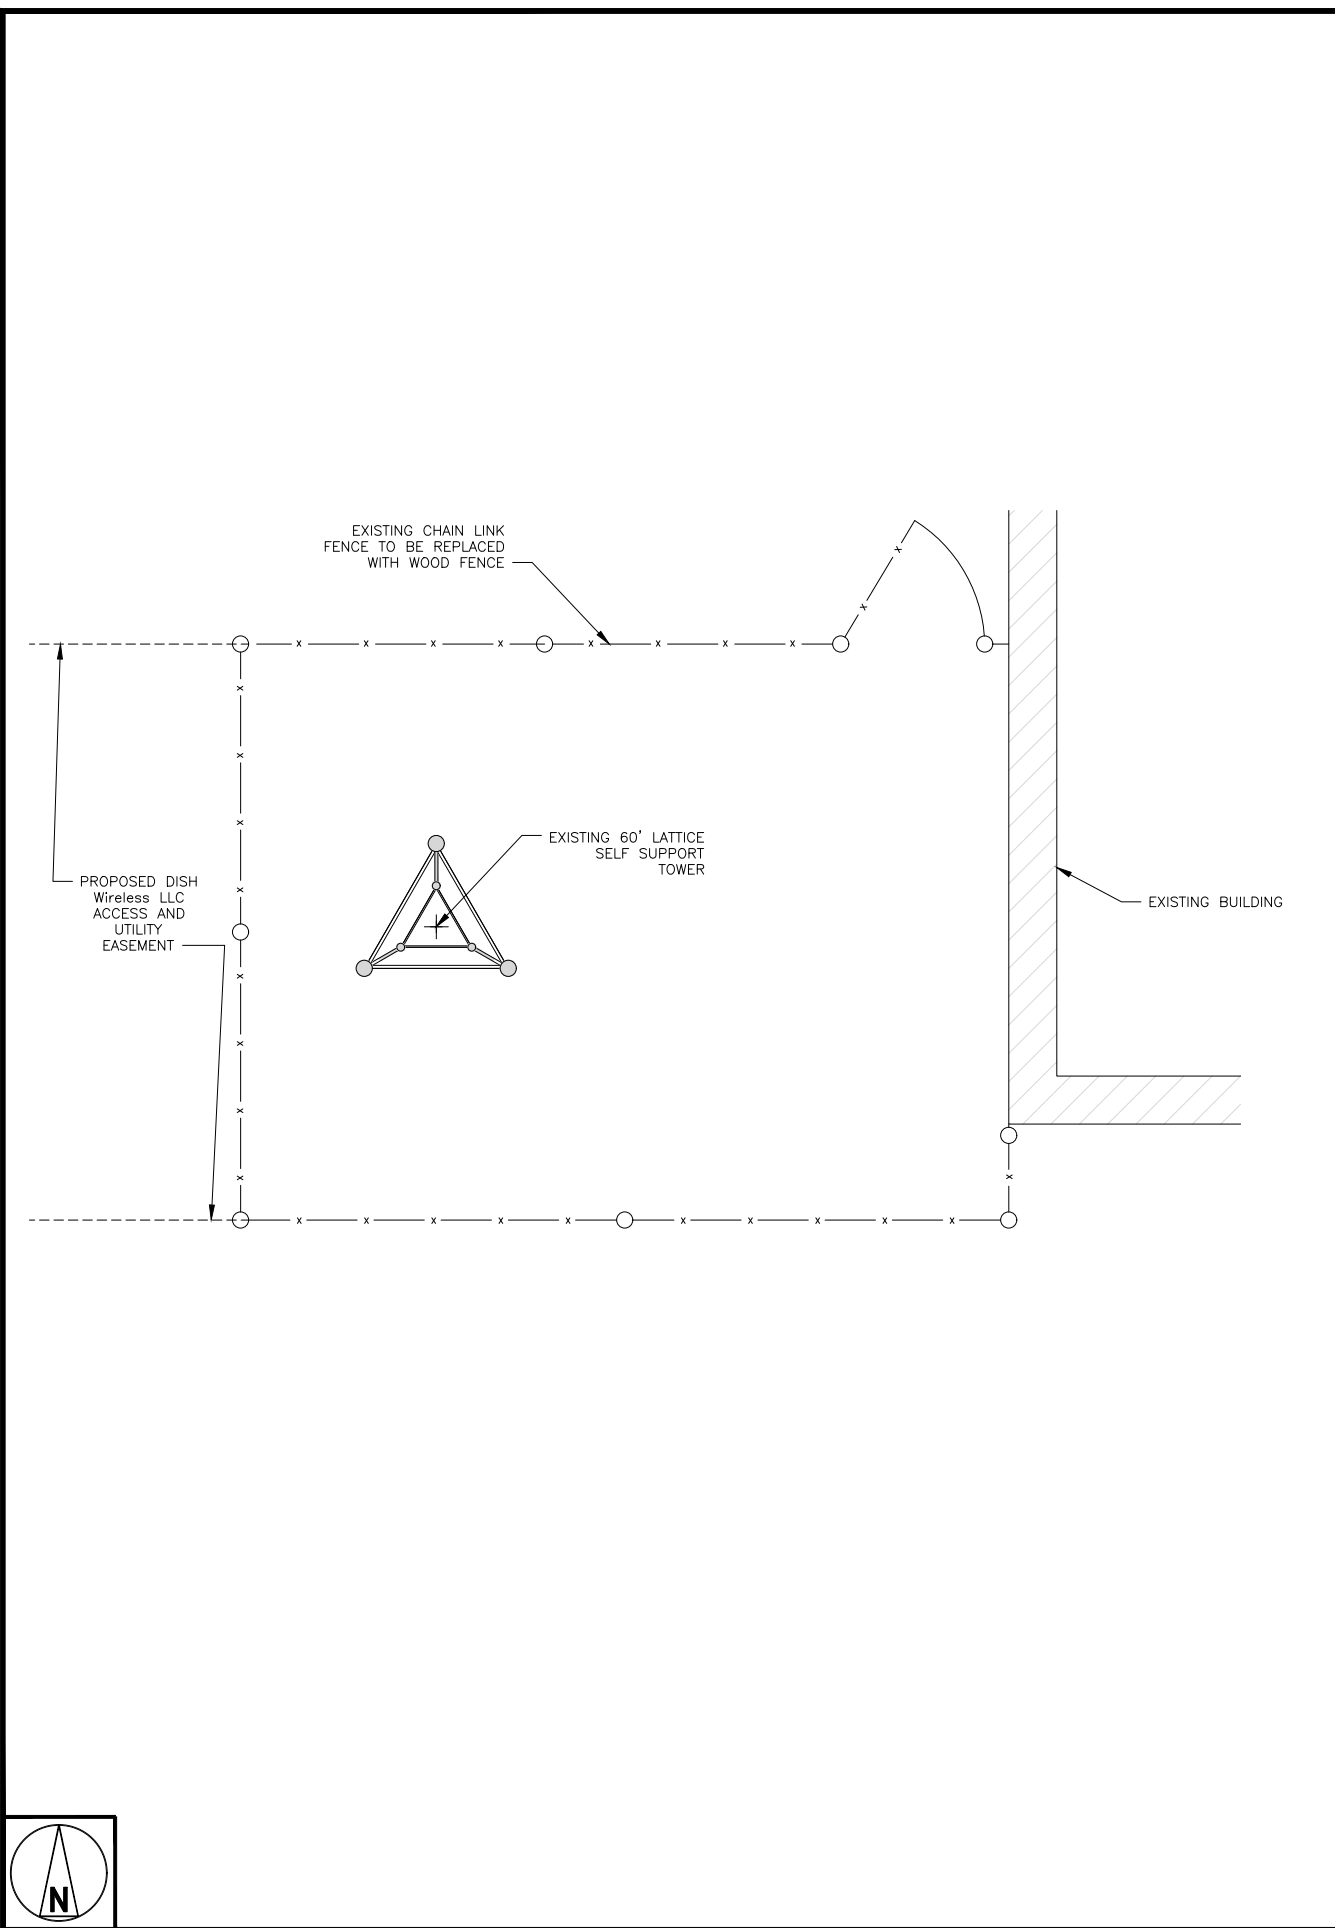 EXISTING CHAIN LINK
FENCE TO BE REPLACED
WITH WOOD FENCE
EXISTING 60' LATTICE
SELF SUPPORT
TOWER
PROPOSED DISH
Wireless LLC
ACCESS AND
UTILITY
EASEMENT
EXISTING BUILDING
N